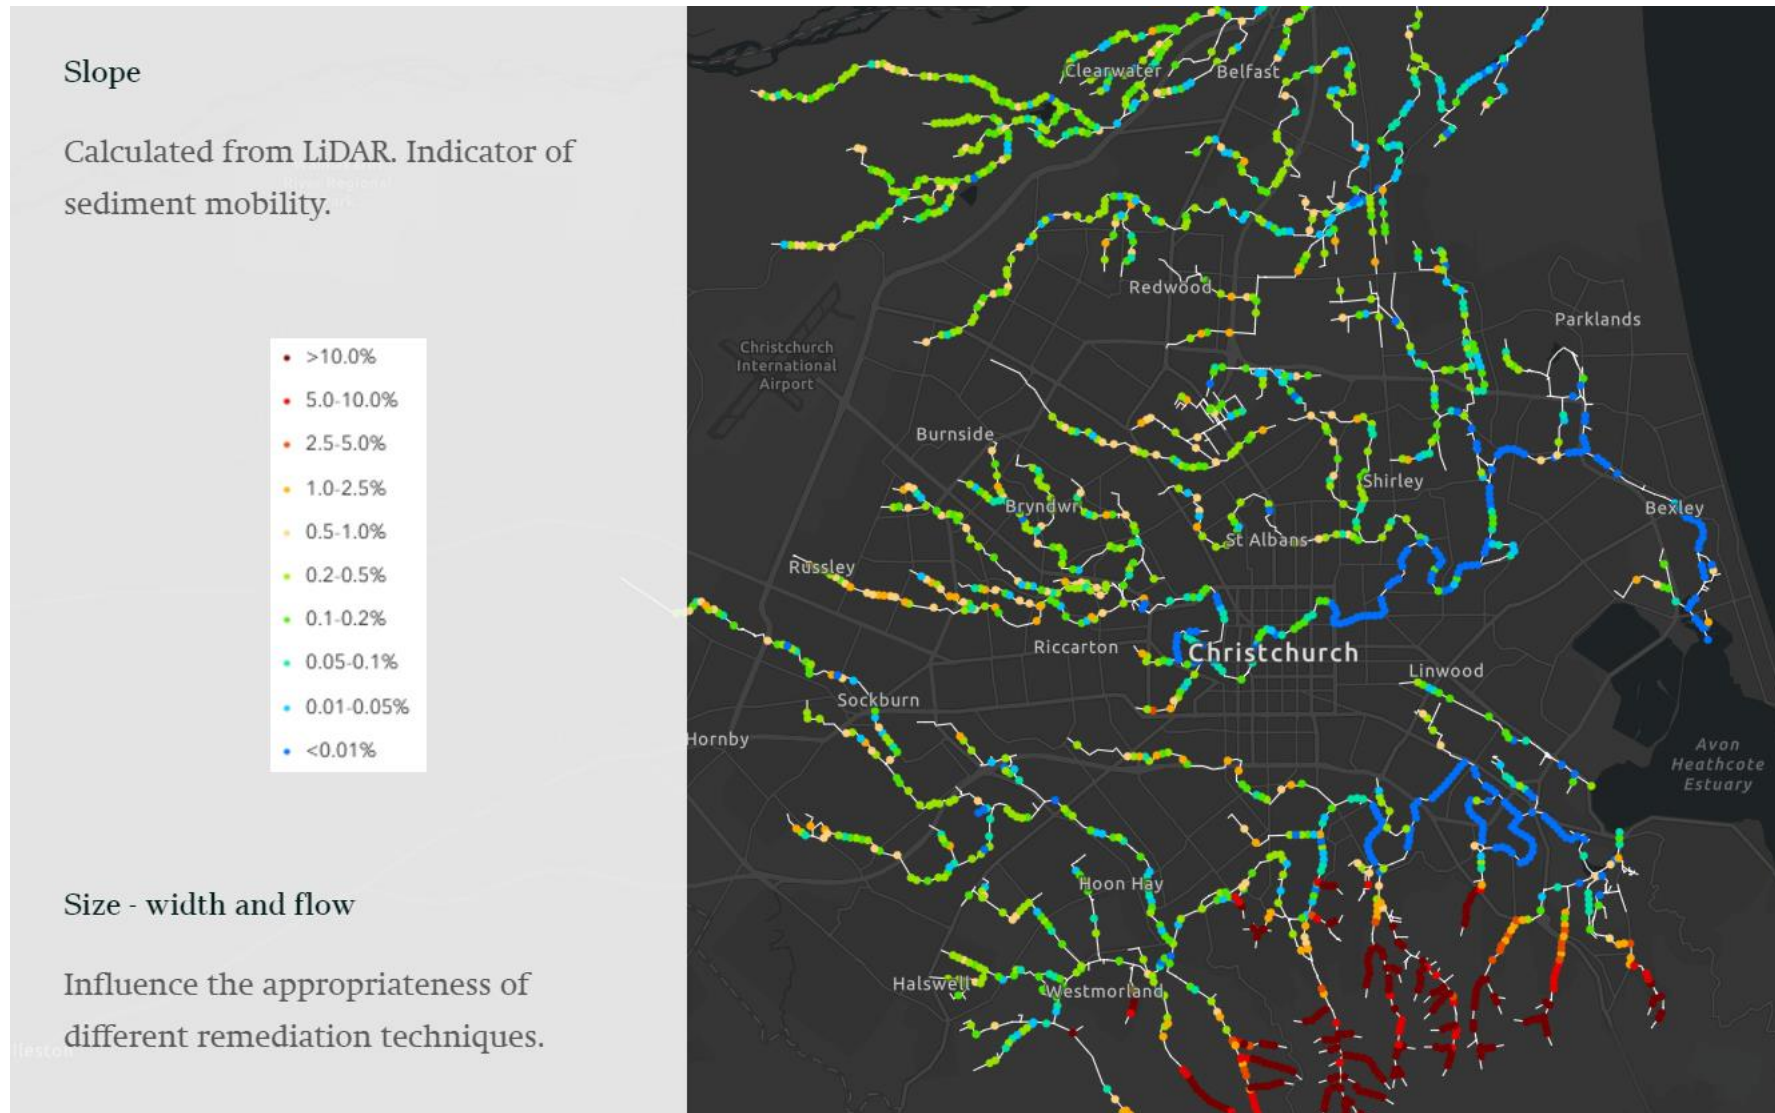 Slope
Calculated from LiDAR. Indicator of
sediment mobility.
>10.0%
5.0-10.0%
2.5-5.0%
1.0-2.5%
0.5-1.0%
0.2-0.5%
0.1-0.2%
0.05-0.1%
0.01-0.05%
<0.01%
Size - width and flow
Influence the appropriateness of
different remediation techniques.
Clearwater
Belfast
Redwood
Parklands
Christchurch
International
Airport
Burnside
Shirley
Bryndwr
Bexley
St Albans
Russley
Riccarton
Christchurch
Linwood
Sockburn
Hornby
Avon
Heathcote
Estuary
Hoon Hay
Halswell
Westmorland